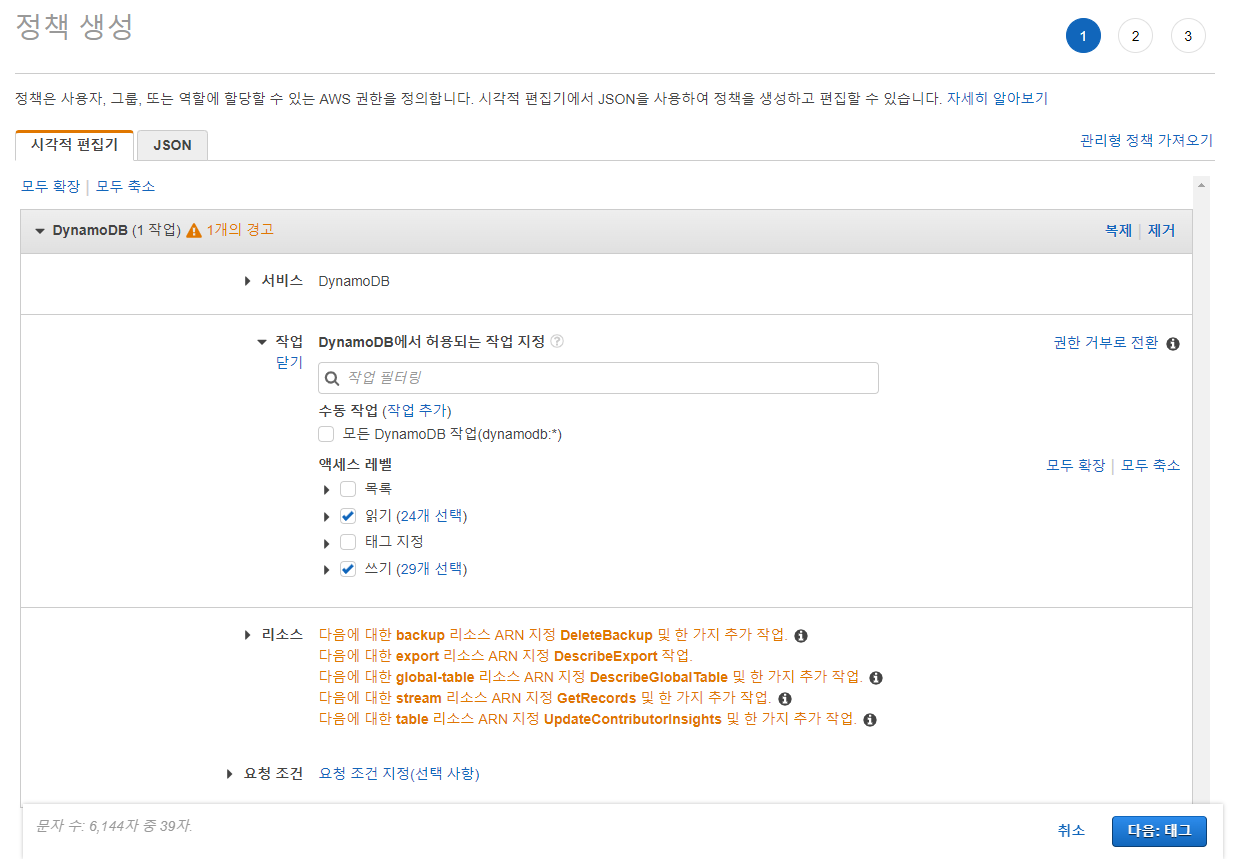 정책 생성
1 2 3
정책은 사용자, 그룹, 또는 역할에 할당할 수 있는 AWS 권한을 정의합니다. 시각적 편집기에서 JSON을 사용하여 정책을 생성하고 편집할 수 있습니다. 자세히 알아보기
시각적 편집기 JSON 관리형 정책 가져오기
모두 확장 | 모두 축소
DynamoDB (1 작업) 1개의 경고 복제 | 제거
서비스 DynamoDB
작업 DynamoDB에서 허용되는 작업 지정 ? 권한 거부로 전환
닫기
작업 필터링
수동 작업 (작업 추가)
모든 DynamoDB 작업(dynamodb:*)
액세스 레벨 모두 확장 | 모두 축소
목록
읽기 (24개 선택)
태그 지정
쓰기 (29개 선택)
리소스 다음에 대한 backup 리소스 ARN 지정 DeleteBackup 및 한 가지 추가 작업.
다음에 대한 export 리소스 ARN 지정 DescribeExport 작업.
다음에 대한 global-table 리소스 ARN 지정 DescribeGlobalTable 및 한 가지 추가 작업.
다음에 대한 stream 리소스 ARN 지정 GetRecords 및 한 가지 추가 작업.
다음에 대한 table 리소스 ARN 지정 UpdateContributorInsights 및 한 가지 추가 작업.
요청 조건 요청 조건 지정(선택 사항)
문자 수: 6,144자 중 39자.
취소 다음: 태그